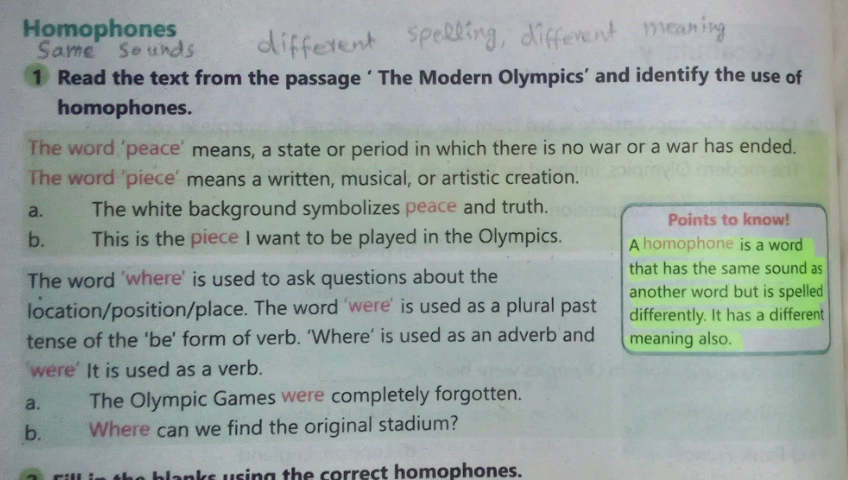 Homophones
Same Sounds different spelling, different meaning
1 Read the text from the passage ‘ The Modern Olympics’ and identify the use of
homophones.
The word ‘peace’ means, a state or period in which there is no war or a war has ended.
The word ‘piece’ means a written, musical, or artistic creation.
a. The white background symbolizes peace and truth.
b. This is the piece I want to be played in the Olympics.
Points to know!
A homophone is a word
that has the same sound as
another word but is spelled
differently. It has a different
meaning also.
The word ‘where’ is used to ask questions about the
location/position/place. The word ‘were’ is used as a plural past
tense of the ‘be’ form of verb. ‘Where’ is used as an adverb and
‘were’ It is used as a verb.
a. The Olympic Games were completely forgotten.
b. Where can we find the original stadium?
2 Fill in the blanks using the correct homophones.